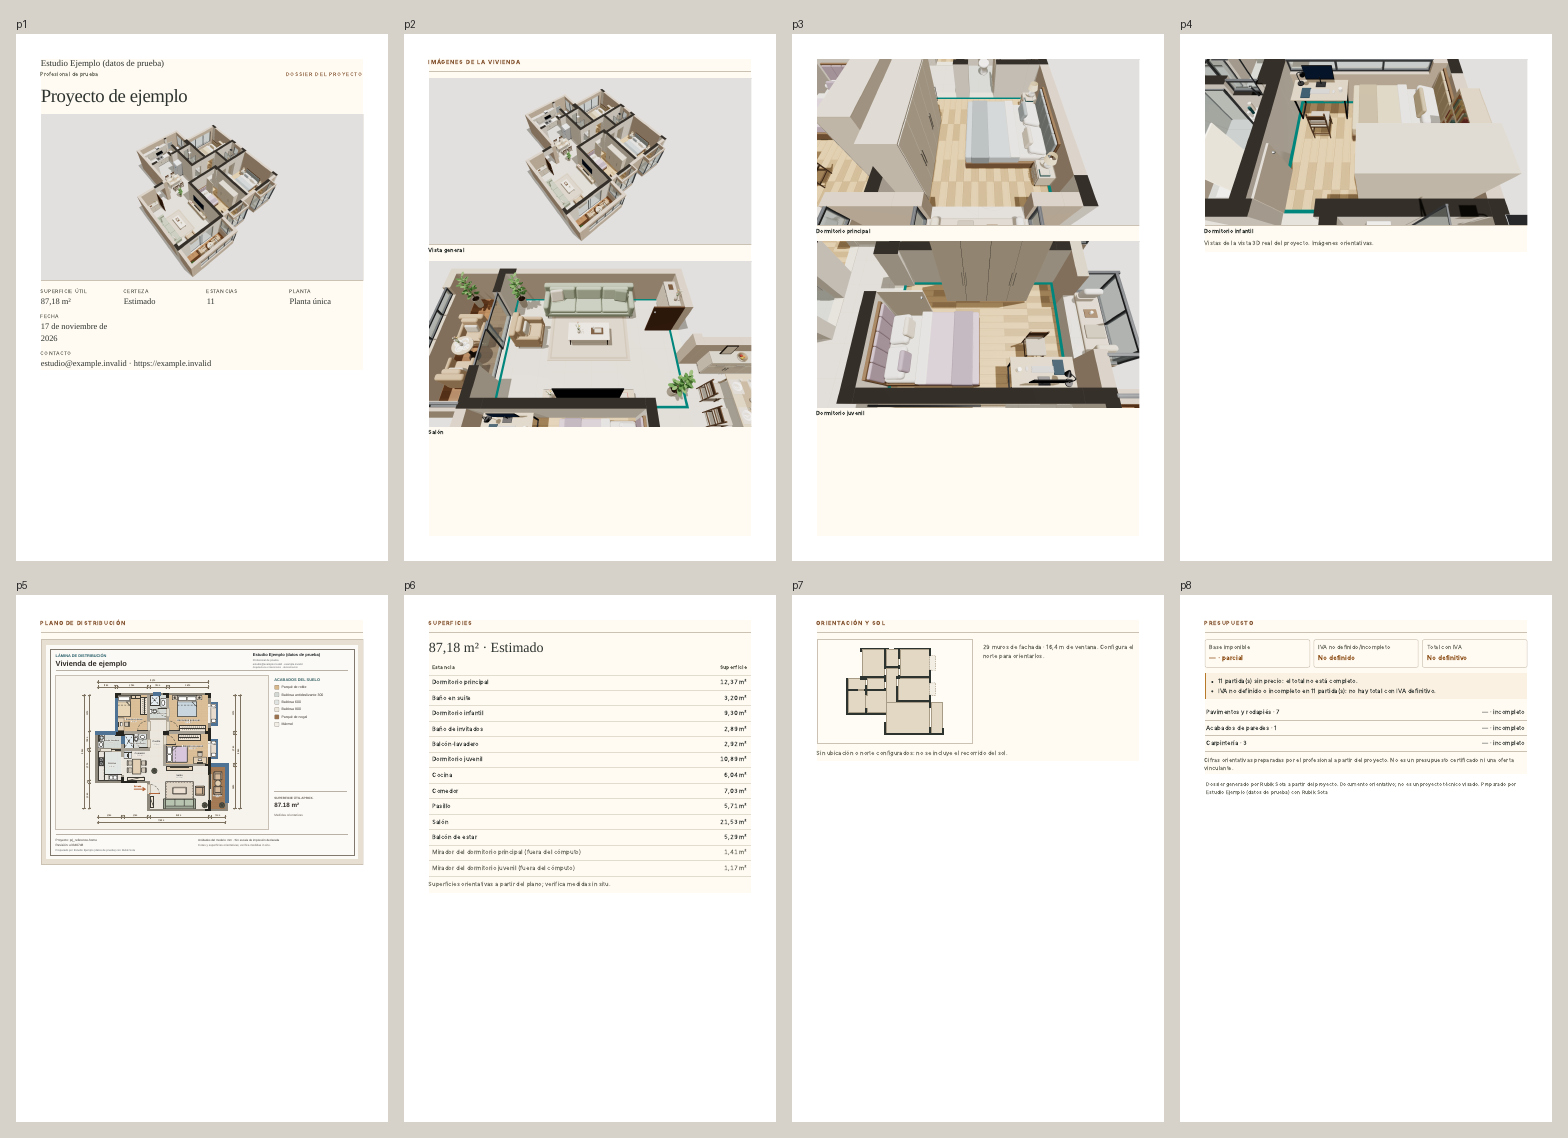 p1
Estudio Ejemplo (datos de prueba)
Profesional de prueba
DOSSIER DEL PROYECTO
Proyecto de ejemplo
SUPERFICIE ÚTIL
87,18 m²
CERTEZA
Estimado
ESTANCIAS
11
PLANTA
Planta única
FECHA
17 de noviembre de
2026
CONTACTO
estudio@example.invalid · https://example.invalid
p2
IMÁGENES DE LA VIVIENDA
Vista general
Salón
p3
Dormitorio principal
Dormitorio juvenil
p4
Dormitorio infantil
Vistas de la vista 3D real del proyecto. Imágenes orientativas.
p5
PLANO DE DISTRIBUCIÓN
LÁMINA DE DISTRIBUCIÓN
Vivienda de ejemplo
Estudio Ejemplo (datos de prueba)
ACABADOS DEL SUELO
87.18 m²
p6
SUPERFICIES
87,18 m² · Estimado
Estancia Superficie
Dormitorio principal 12,37 m²
Baño en suite 3,20 m²
Dormitorio infantil 9,30 m²
Baño de invitados 2,89 m²
Balcón-lavadero 2,92 m²
Dormitorio juvenil 10,89 m²
Cocina 6,04 m²
Comedor 7,03 m²
Pasillo 5,71 m²
Salón 21,53 m²
Balcón de estar 5,29 m²
Mirador del dormitorio principal (fuera del cómputo) 1,41 m²
Mirador del dormitorio juvenil (fuera del cómputo) 1,17 m²
Superficies orientativas a partir del plano; verifica medidas in situ.
p7
ORIENTACIÓN Y SOL
29 muros de fachada · 16,4 m de ventana. Configura el
norte para orientarlos.
Sin ubicación o norte configurados: no se incluye el recorrido del sol.
p8
PRESUPUESTO
Base imponible
— · parcial
IVA no definido/incompleto
No definido
Total con IVA
No definitivo
• 11 partida(s) sin precio: el total no está completo.
• IVA no definido o incompleto en 11 partida(s): no hay total con IVA definitivo.
Pavimentos y rodapiés · 7 — · incompleto
Acabados de paredes · 1 — · incompleto
Carpintería · 3 — · incompleto
Cifras orientativas preparadas por el profesional a partir del proyecto. No es un presupuesto certificado ni una oferta
vinculante.
Dossier generado por Rubik Sota a partir del proyecto. Documento orientativo; no es un proyecto técnico visado. Preparado por
Estudio Ejemplo (datos de prueba) con Rubik Sota